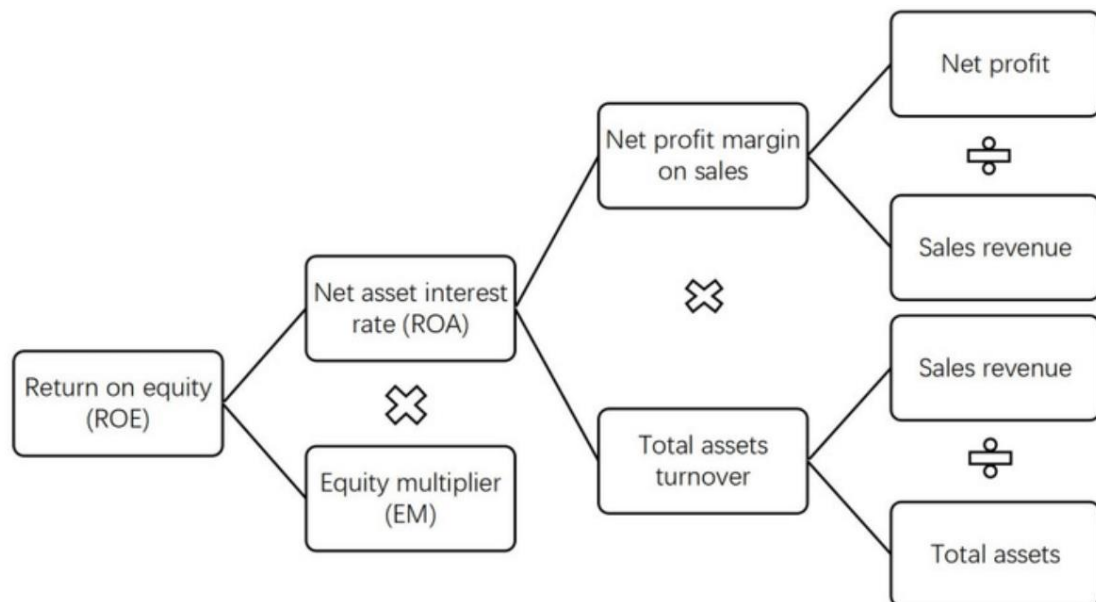 Net profit
Net profit margin
on sales
Sales revenue
Net asset interest
rate (ROA)
Return on equity
(ROE)
Sales revenue
Equity multiplier
(EM)
Total assets
turnover
Total assets